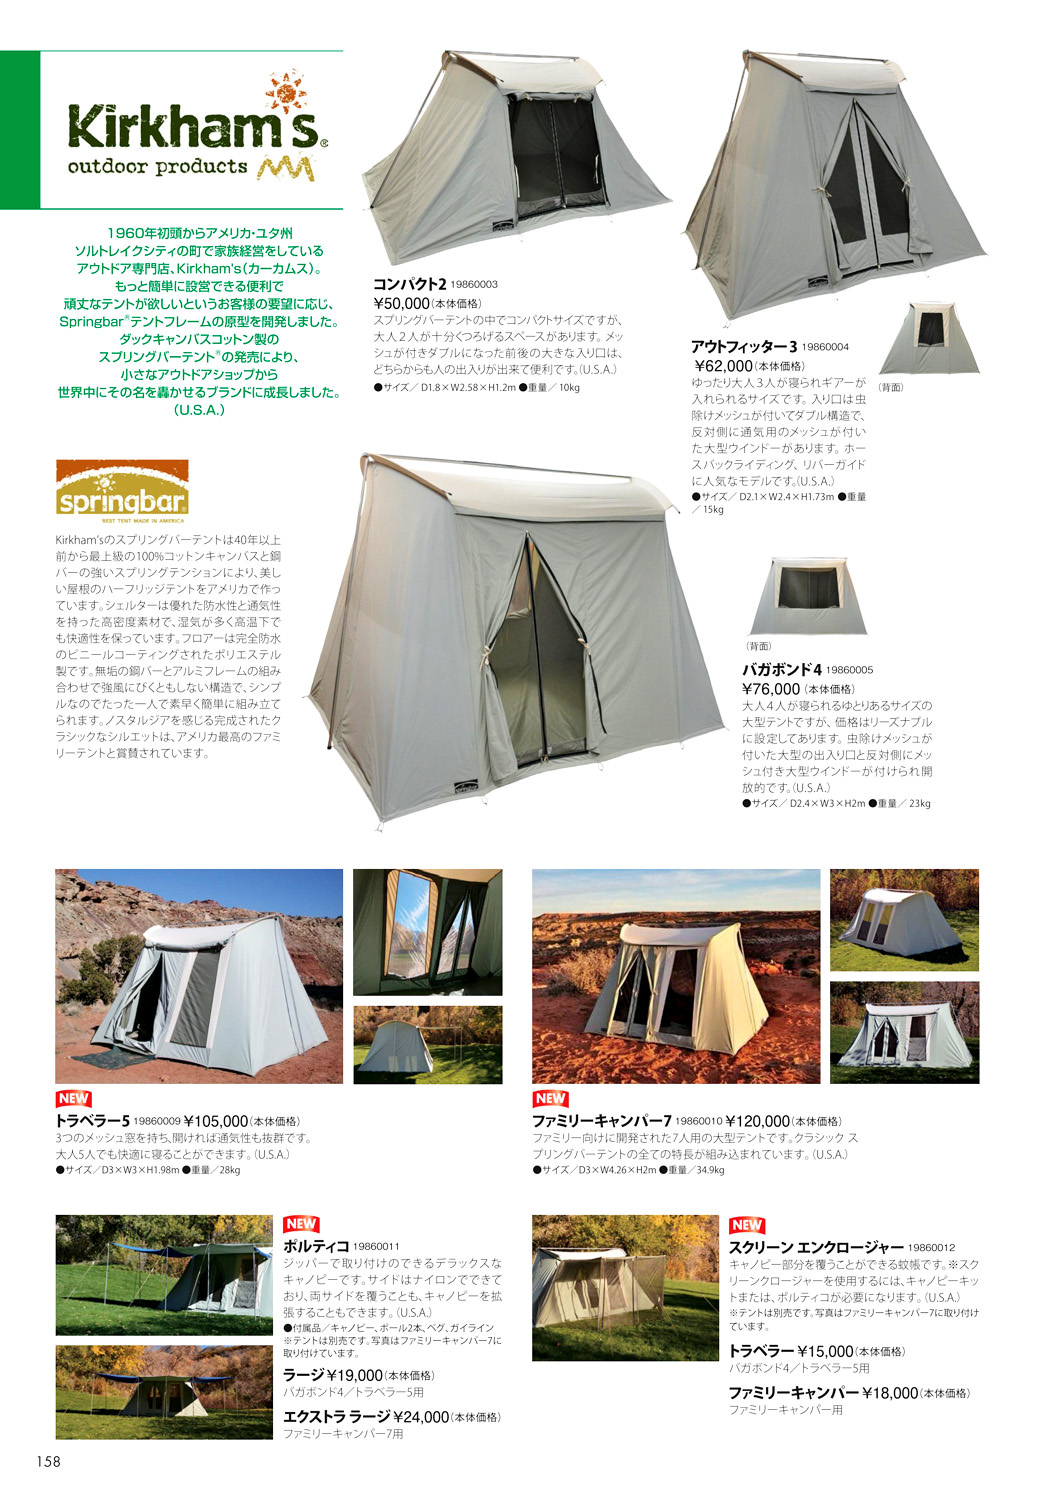 Kirkham's®
outdoor products
1960年初頭からアメリカ・ユタ州
ソルトレイクシティの町で家族経営をしている
アウトドア専門店、Kirkham's（カーカムス）。
もっと簡単に設営できる便利で
頑丈なテントが欲しいというお客様の要望に応じ、
Springbar®テントフレームの原型を開発しました。
ダックキャンバスコットン製の
スプリングバーテント®の発売により、
小さなアウトドアショップから
世界中にその名を轟かせるブランドに成長しました。
（U.S.A.）
springbar®
BEST TENT MADE IN AMERICA
Kirkham'sのスプリングバーテントは40年以上
前から最上級の100%コットンキャンバスと鋼
バーの強いスプリングテンションにより、美し
い屋根のハーフリッジテントをアメリカで作っ
ています。シェルターは優れた防水性と通気性
を持った高密度素材で、湿気が多く高温下で
も快適性を保っています。フロアーは完全防水
のビニールコーティングされたポリエステル
製です。無垢の鋼バーとアルミフレームの組み
合わせで強風にびくともしない構造で、シンプ
ルなのでたった一人で素早く簡単に組み立て
られます。ノスタルジアを感じる完成されたク
ラシックなシルエットは、アメリカ最高のファミ
リーテントと賞賛されています。
コンパクト2 19860003
¥50,000（本体価格）
スプリングバーテントの中でコンパクトサイズですが、
大人2人が十分くつろげるスペースがあります。メッ
シュが付きダブルになった前後の大きな入り口は、
どちらからも人の出入りが出来て便利です。（U.S.A.）
●サイズ／ D1.8×W2.58×H1.2m ●重量／ 10kg
アウトフィッター3 19860004
¥62,000（本体価格）
ゆったり大人3人が寝られギアーが
入れられるサイズです。入り口は虫
除けメッシュが付いてダブル構造で、
反対側に通気用のメッシュが付い
た大型ウインドーがあります。ホー
スバックライディング、リバーガイド
に人気なモデルです。（U.S.A.）
●サイズ／ D2.1×W2.4×H1.73m ●重量
／15kg
（背面）
（背面）
バガボンド4 19860005
¥76,000（本体価格）
大人4人が寝られるゆとりあるサイズの
大型テントですが、価格はリーズナブル
に設定してあります。虫除けメッシュが
付いた大型の出入り口と反対側にメッ
シュ付き大型ウインドーが付けられ開
放的です。（U.S.A.）
●サイズ／ D2.4×W3×H2m ●重量／ 23kg
NEW
トラベラー5 19860009 ¥105,000（本体価格）
3つのメッシュ窓を持ち、開ければ通気性も抜群です。
大人5人でも快適に寝ることができます。（U.S.A.）
●サイズ／D3×W3×H1.98m ●重量／28kg
NEW
ファミリーキャンパー7 19860010 ¥120,000（本体価格）
ファミリー向けに開発された7人用の大型テントです。クラシック ス
プリングバーテントの全ての特長が組み込まれています。（U.S.A.）
●サイズ／D3×W4.26×H2m ●重量／34.9kg
NEW
ポルティコ 19860011
ジッパーで取り付けのできるデラックスな
キャノピーです。サイドはナイロンでできて
おり、両サイドを覆うことも、キャノピーを拡
張することもできます。（U.S.A.）
●付属品／キャノピー、ポール2本、ペグ、ガイライン
※テントは別売です。写真はファミリーキャンパー7に
取り付けています。
ラージ¥19,000（本体価格）
バガボンド4／トラベラー5用
エクストラ ラージ ¥24,000（本体価格）
ファミリーキャンパー7用
NEW
スクリーン エンクロージャー 19860012
キャノピー部分を覆うことができる蚊帳です。※スク
リーンクロージャーを使用するには、キャノピーキッ
トまたは、ポルティコが必要になります。（U.S.A.）
※テントは別売です。写真はファミリーキャンパー7に取り付け
ています。
トラベラー ¥15,000（本体価格）
バガボンド4／トラベラー5用
ファミリーキャンパー ¥18,000（本体価格）
ファミリーキャンパー用
158